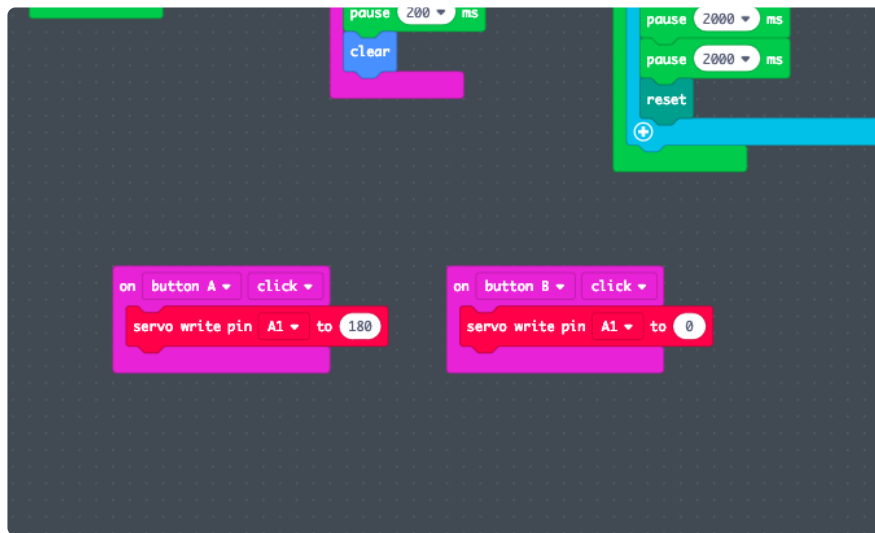 pause 200 ms
clear
pause 2000 ms
pause 2000 ms
reset
on button A click
servo write pin A1 to 180
on button B click
servo write pin A1 to 0